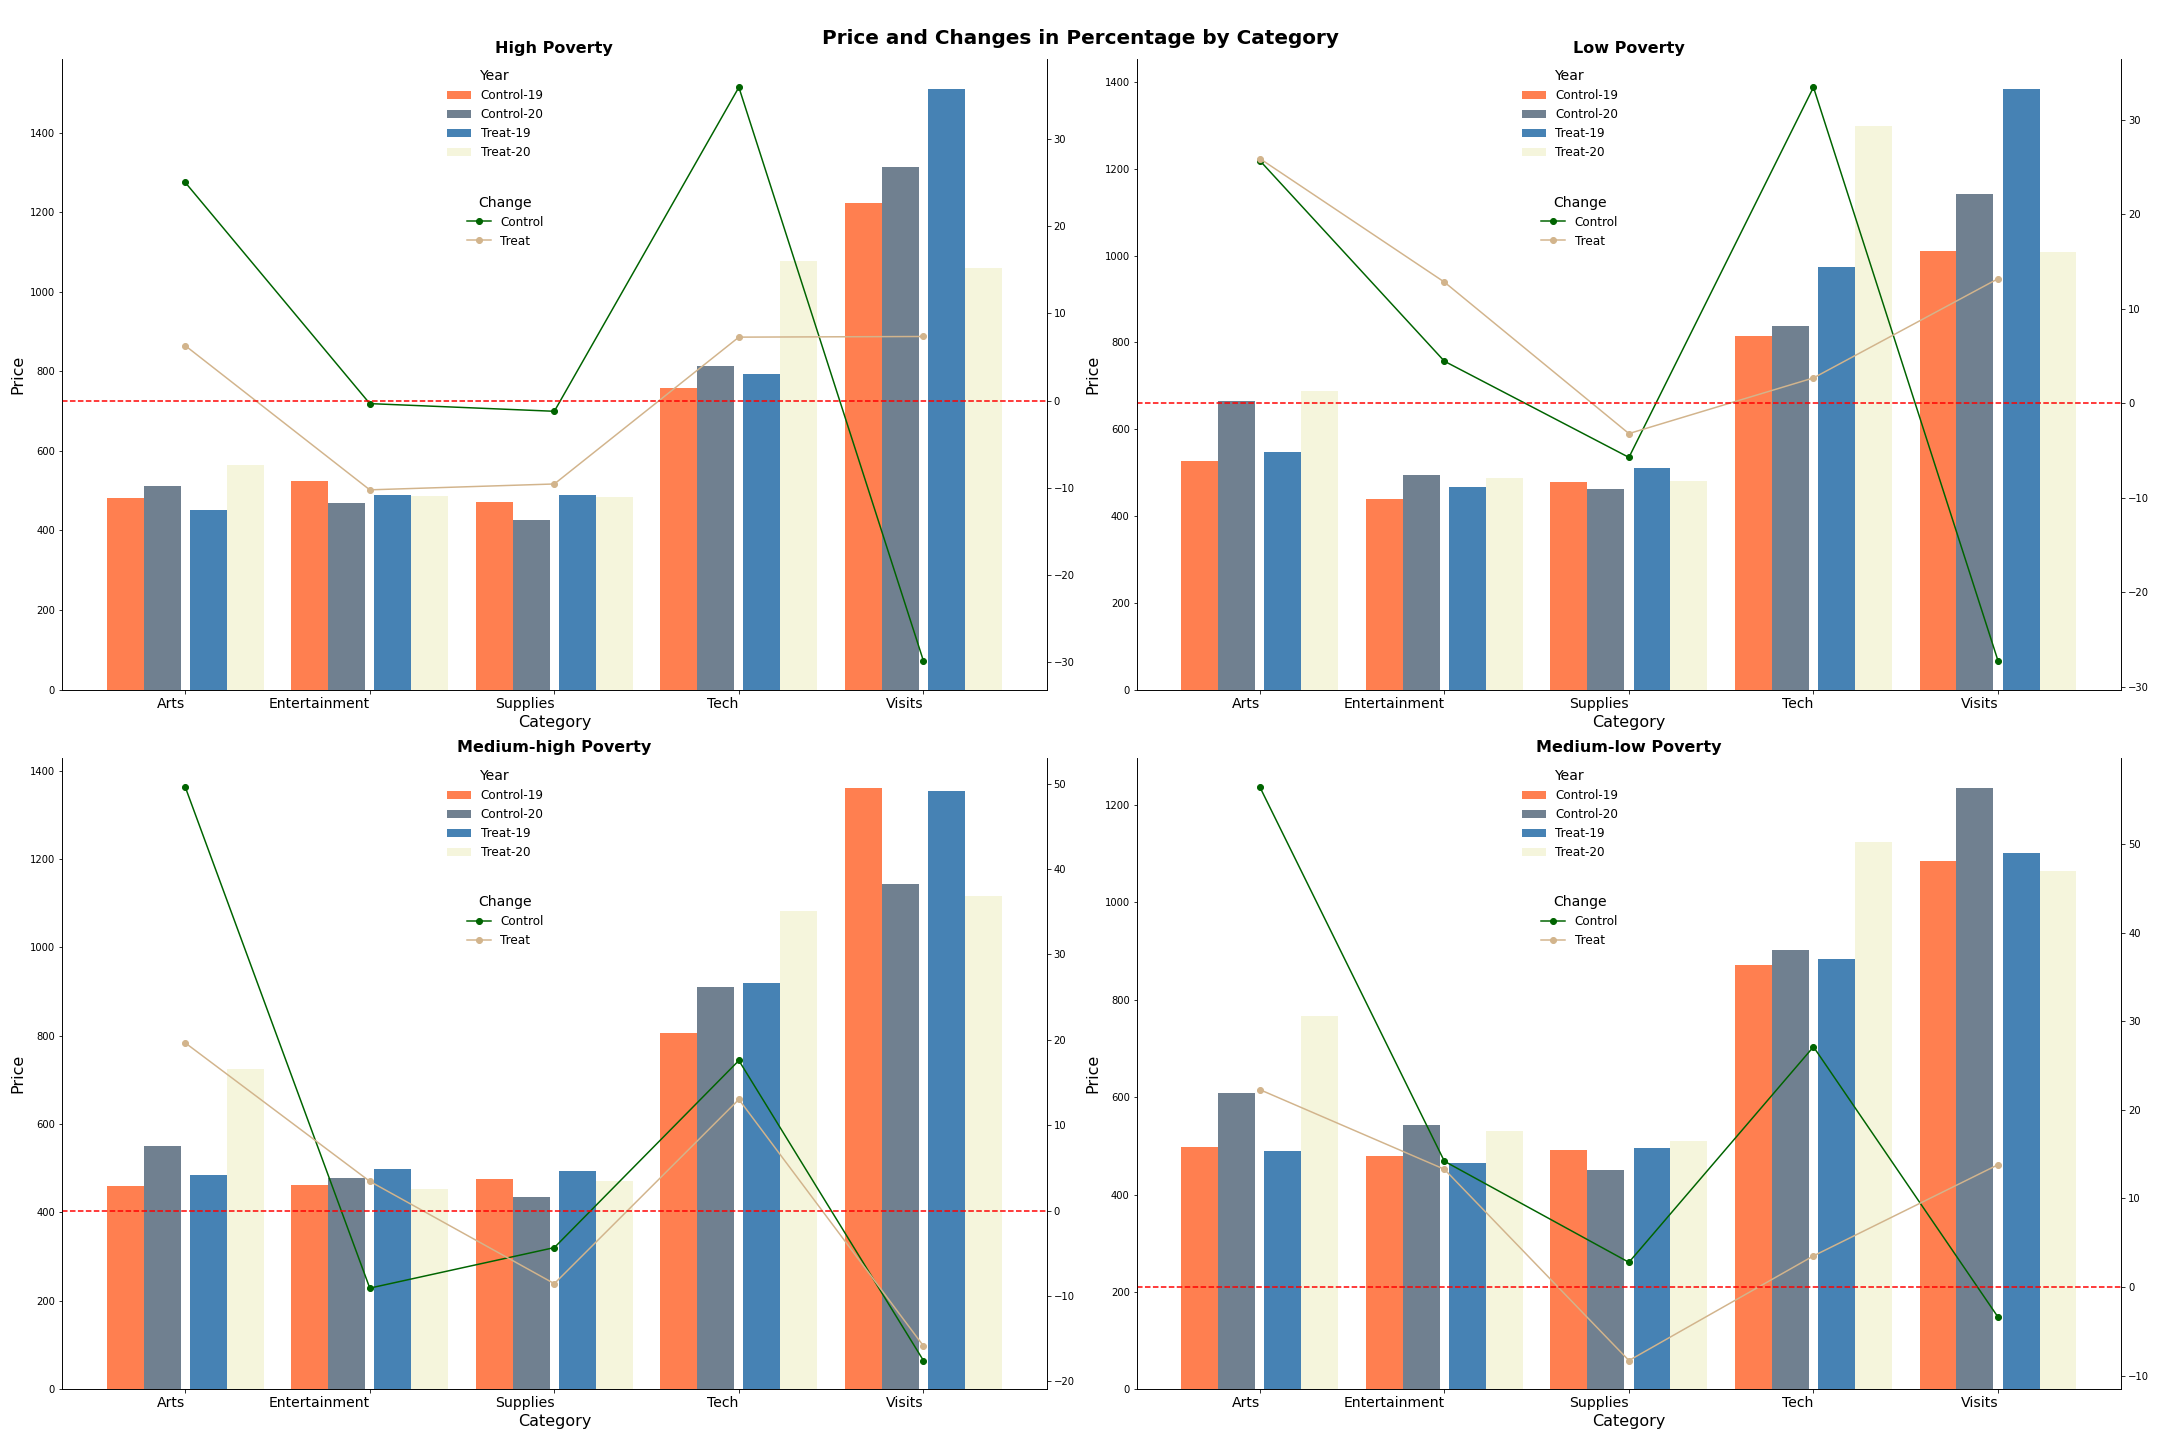 Price and Changes in Percentage by Category
High Poverty
Year
Control-19
Control-20
Treat-19
Treat-20
Change
Control
Treat
Price
1400
1200
1000
800
600
400
200
0
30
20
10
0
−10
−20
−30
Arts
Entertainment
Supplies
Tech
Visits
Category
Low Poverty
Year
Control-19
Control-20
Treat-19
Treat-20
Change
Control
Treat
Price
1400
1200
1000
800
600
400
200
0
30
20
10
0
−10
−20
−30
Arts
Entertainment
Supplies
Tech
Visits
Category
Medium-high Poverty
Year
Control-19
Control-20
Treat-19
Treat-20
Change
Control
Treat
Price
1400
1200
1000
800
600
400
200
0
50
40
30
20
10
0
−10
−20
Arts
Entertainment
Supplies
Tech
Visits
Category
Medium-low Poverty
Year
Control-19
Control-20
Treat-19
Treat-20
Change
Control
Treat
Price
1200
1000
800
600
400
200
0
50
40
30
20
10
0
−10
Arts
Entertainment
Supplies
Tech
Visits
Category